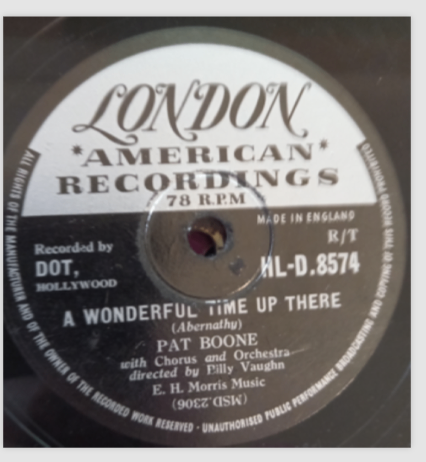 LONDON
"AMERICAN"
RECORDINGS
78 R.P.M
MADE IN ENGLAND
R/T
Recorded by
DOT,
HOLLYWOOD
HL-D.8574
A WONDERFUL TIME UP THERE
(Abernathy)
PAT BOONE
with Chorus and Orchestra
directed by Billy Vaughn
E. H. Morris Music
(MSD.2306)
ALL RIGHTS OF THE MANUFACTURER AND OF THE OWNER OF THE RECORDED WORK RESERVED · UNAUTHORISED PUBLIC PERFORMANCE BROADCASTING AND COPYING OF THIS RECORD PROHIBITED